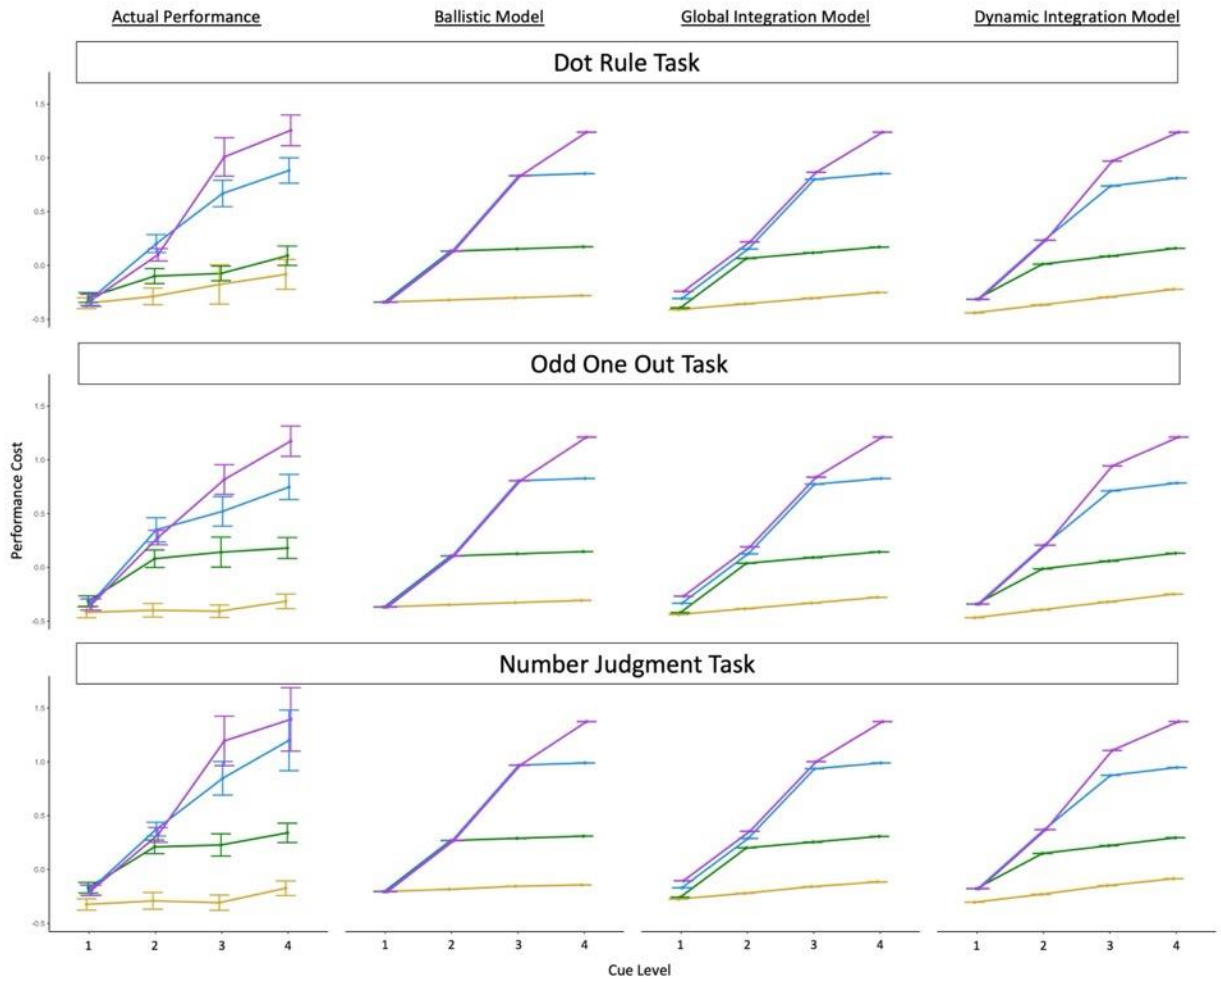 Actual Performance Ballistic Model Global Integration Model Dynamic Integration Model
Dot Rule Task
1.5
1.0
0.5
0.0
-0.5
Odd One Out Task
1.5
1.0
0.5
0.0
-0.5
Performance Cost
Number Judgment Task
1.5
1.0
0.5
0.0
-0.5
1 2 3 4 1 2 3 4 1 2 3 4 1 2 3 4
Cue Level